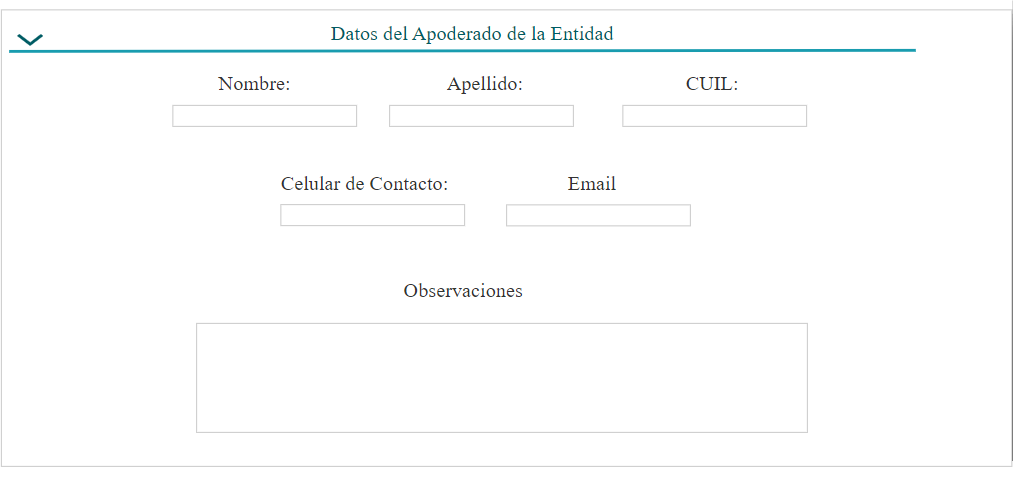 Datos del Apoderado de la Entidad
Nombre: Apellido: CUIL:
Celular de Contacto: Email
Observaciones